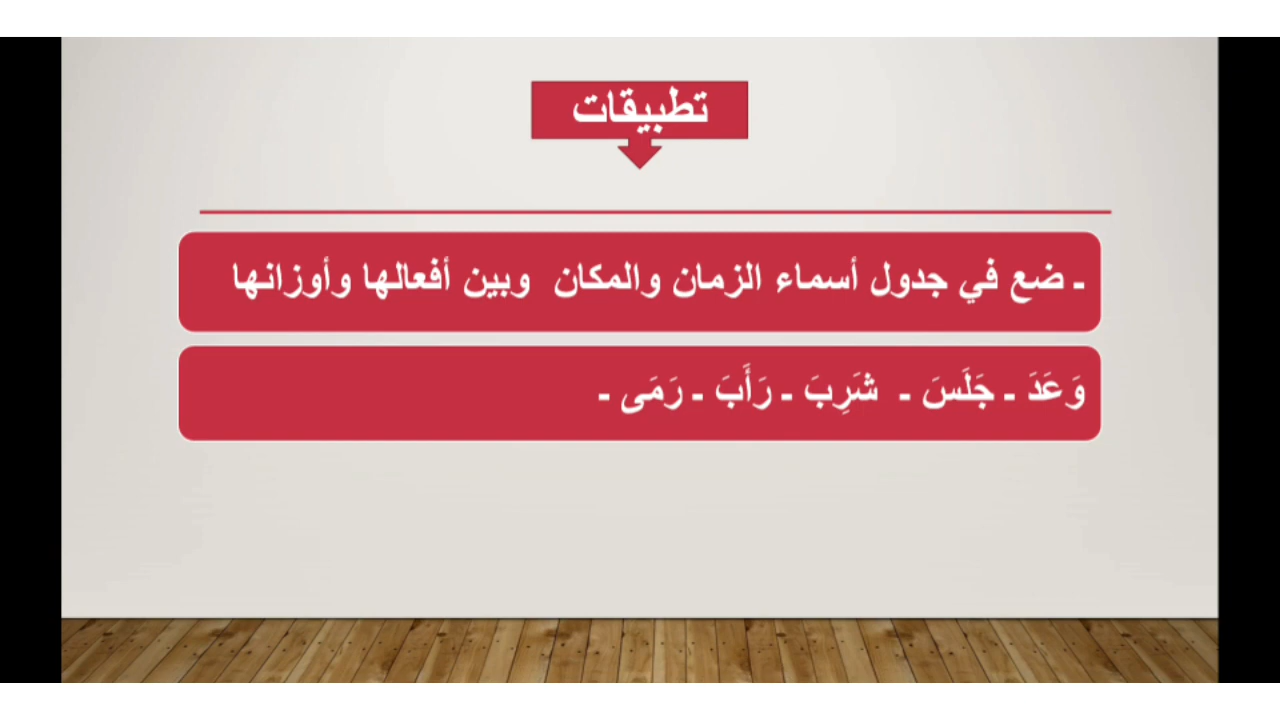 تطبيقات
ـ ضع في جدول أسماء الزمان والمكان وبين أفعالها وأوزانها
وَعَدَ ـ جَلَسَ ـ شَرِبَ ـ رَأَبَ ـ رَمَى ـ